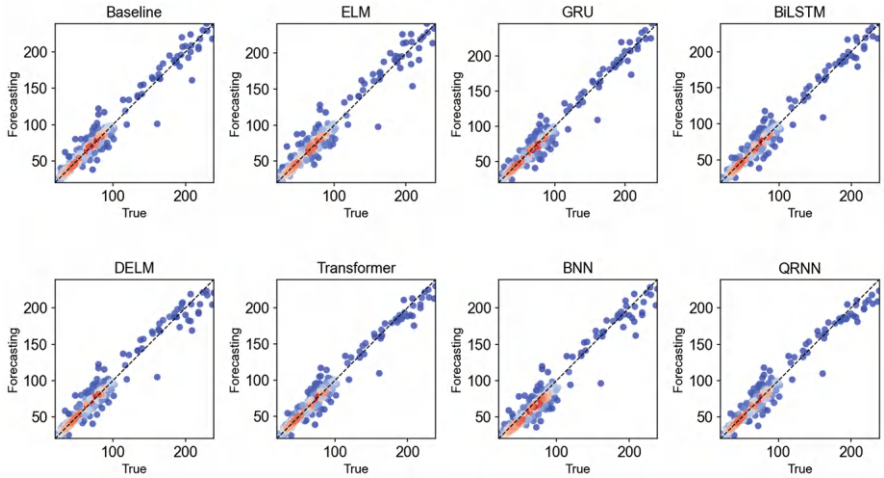 Baseline ELM GRU BiLSTM
200 200 200 200
150 150 150 150
Forecasting Forecasting Forecasting Forecasting
100 100 100 100
50 50 50 50
100 200 100 200 100 200 100 200
True True True True
DELM Transformer BNN QRNN
200 200 200 200
150 150 150 150
Forecasting Forecasting Forecasting Forecasting
100 100 100 100
50 50 50 50
100 200 100 200 100 200 100 200
True True True True